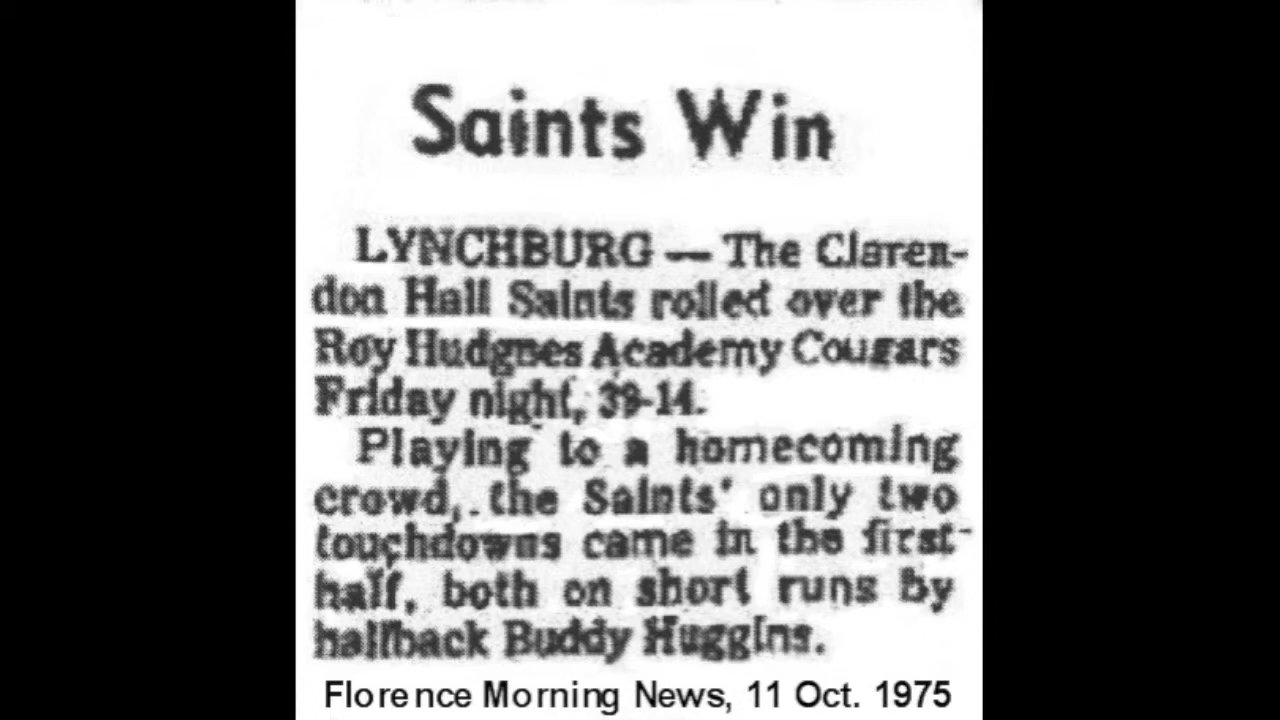 Saints Win
LYNCHBURG — The Claren-
don Hall Saints rolled over the
Roy Hudgnes Academy Cougars
Friday night, 39-14.
Playing to a homecoming
crowd, the Saints' only two
touchdowns came in the first-
half, both on short runs by
halfback Buddy Huggins.
Florence Morning News, 11 Oct. 1975